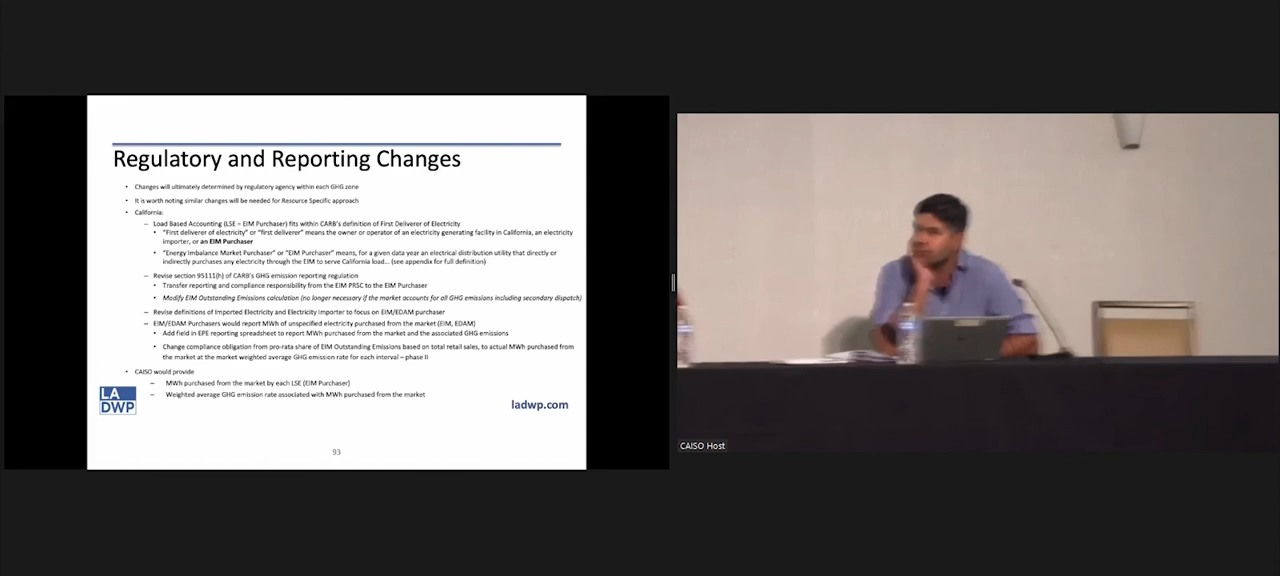 Regulatory and Reporting Changes
• Changes will ultimately determined by regulatory agency within each GHG zone
• It is worth noting similar changes will be needed for Resource Specific approach
• California:
– Load Based Accounting (LSE = EIM Purchaser) fits within CARB's definition of First Deliverer of Electricity
• "First deliverer of electricity" or "first deliverer" means the owner or operator of an electricity generating facility in California, an electricity
importer, or an EIM Purchaser
• "Energy Imbalance Market Purchaser" or "EIM Purchaser" means, for a given data year an electrical distribution utility that directly or
indirectly purchases any electricity through the EIM to serve California load... (see appendix for full definition)
– Revise section 95111(h) of CARB's GHG emission reporting regulation
• Transfer reporting and compliance responsibility from the EIM PRSC to the EIM Purchaser
• Modify EIM Outstanding Emissions calculation (no longer necessary if the market accounts for all GHG emissions including secondary dispatch)
– Revise definitions of Imported Electricity and Electricity Importer to focus on EIM/EDAM purchaser
– EIM/EDAM Purchasers would report MWh of unspecified electricity purchased from the market (EIM, EDAM)
• Add field in EPE reporting spreadsheet to report MWh purchased from the market and the associated GHG emissions
• Change compliance obligation from pro-rata share of EIM Outstanding Emissions based on total retail sales, to actual MWh purchased from
the market at the market weighted average GHG emission rate for each interval – phase II
• CAISO would provide
– MWh purchased from the market by each LSE (EIM Purchaser)
– Weighted average GHG emission rate associated with MWh purchased from the market
LA
DWP
ladwp.com
93
CAISO Host